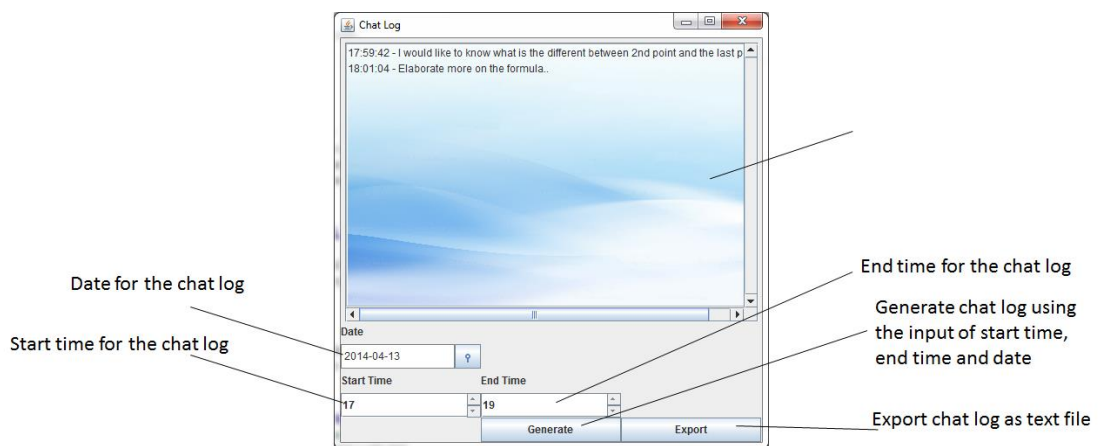 Chat Log
17:59:42 - I would like to know what is the different between 2nd point and the last p
18:01:04 - Elaborate more on the formula..
End time for the chat log
Date for the chat log
Generate chat log using
the input of start time,
end time and date
Date
Start time for the chat log
2014-04-13
Start Time End Time
17 19
Generate Export
Export chat log as text file